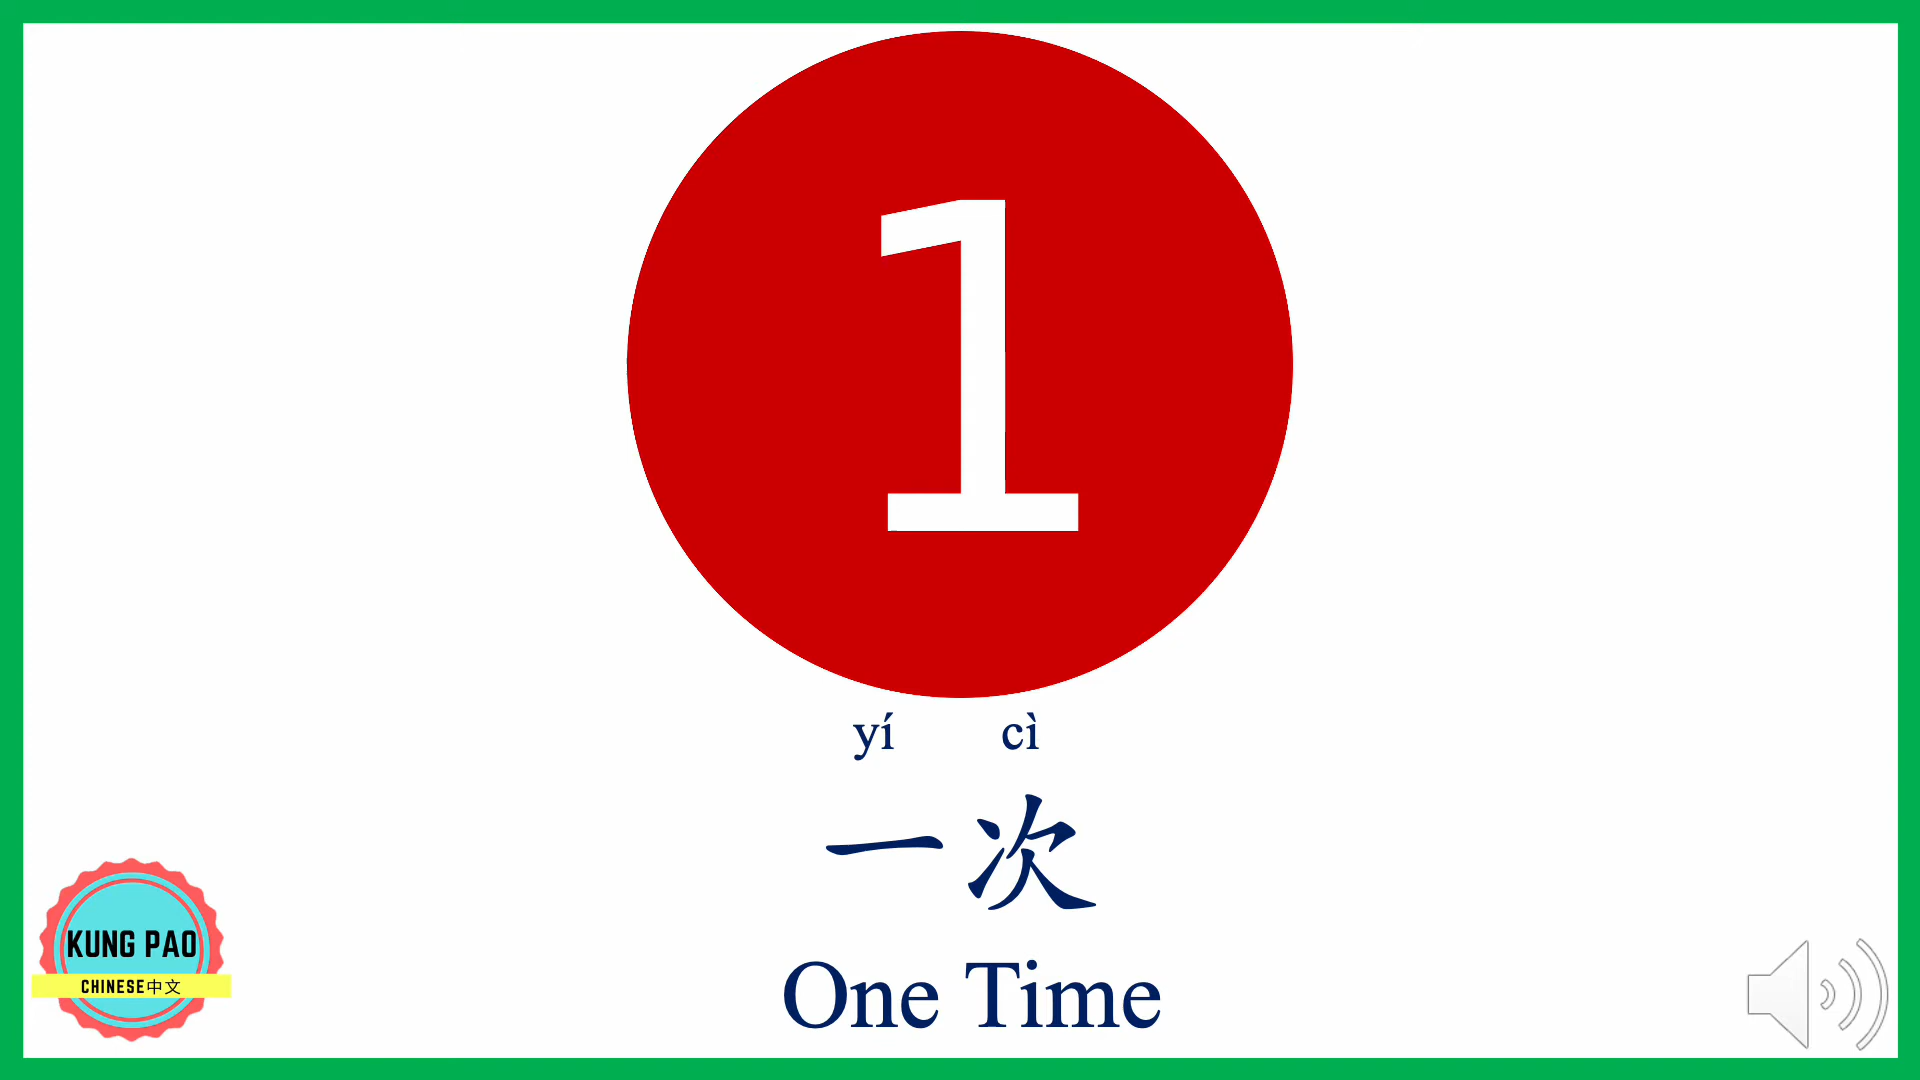 1
yí cì
一次
One Time
KUNG PAO
CHINESE中文